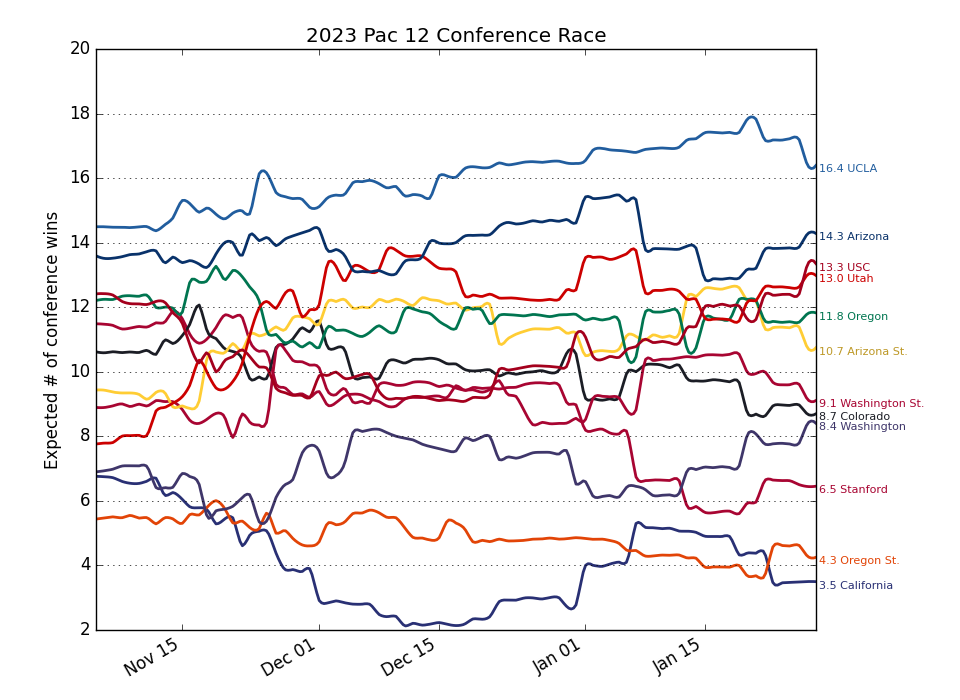 2023 Pac 12 Conference Race
Expected # of conference wins
20
18
16
14
12
10
8
6
4
2
Nov 15
Dec 01
Dec 15
Jan 01
Jan 15
16.4 UCLA
14.3 Arizona
13.3 USC
13.0 Utah
11.8 Oregon
10.7 Arizona St.
9.1 Washington St.
8.7 Colorado
8.4 Washington
6.5 Stanford
4.3 Oregon St.
3.5 California